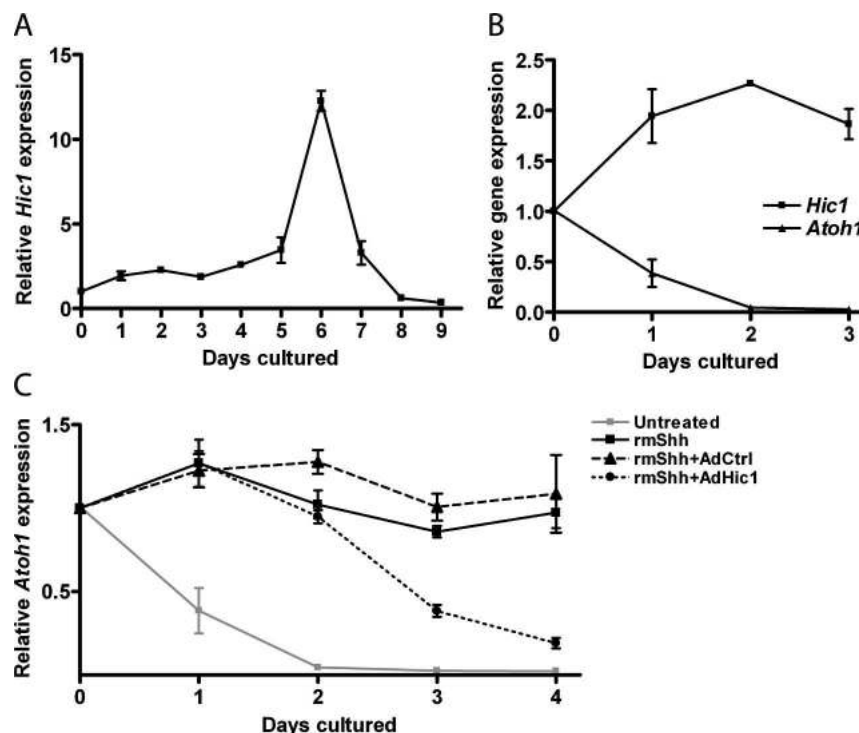 A
Relative Hic1 expression
15
10
5
0
0 1 2 3 4 5 6 7 8 9
Days cultured
B
Relative gene expression
2.5
2.0
1.5
1.0
0.5
0.0
Hic1
Atoh1
0 1 2 3
Days cultured
C
Relative Atoh1 expression
1.5
1.0
0.5
0 1 2 3 4
Days cultured
Untreated
rmShh
rmShh+AdCtrl
rmShh+AdHic1